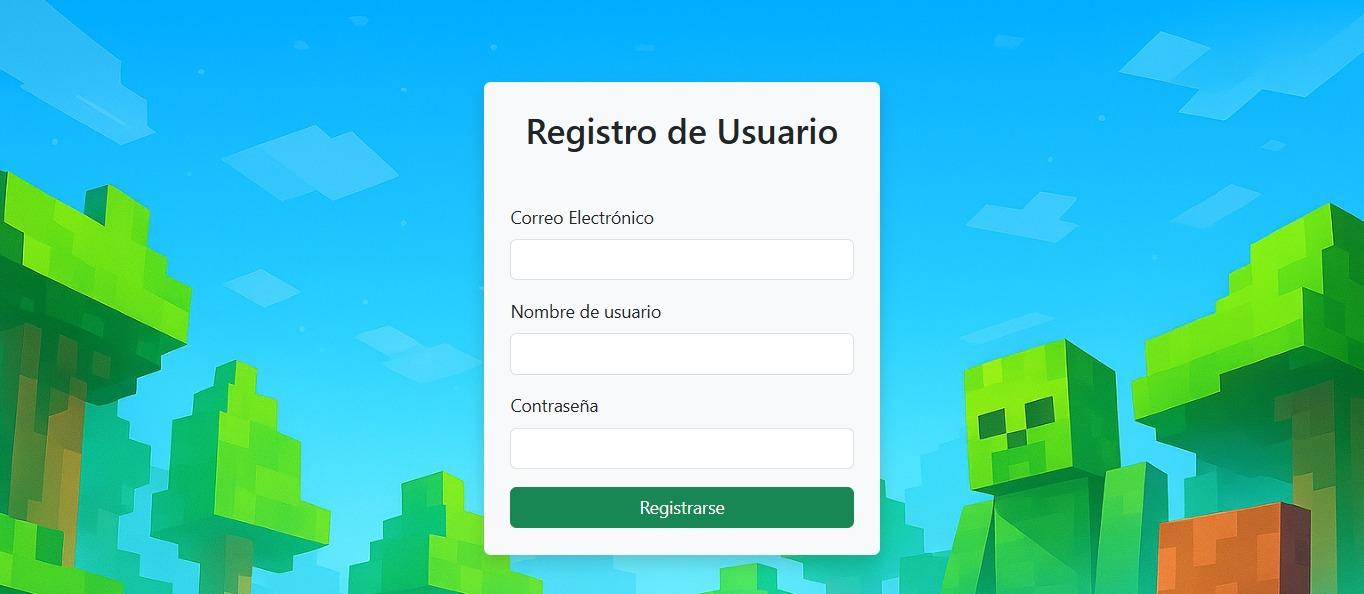 Registro de Usuario
Correo Electrónico
Nombre de usuario
Contraseña
Registrarse